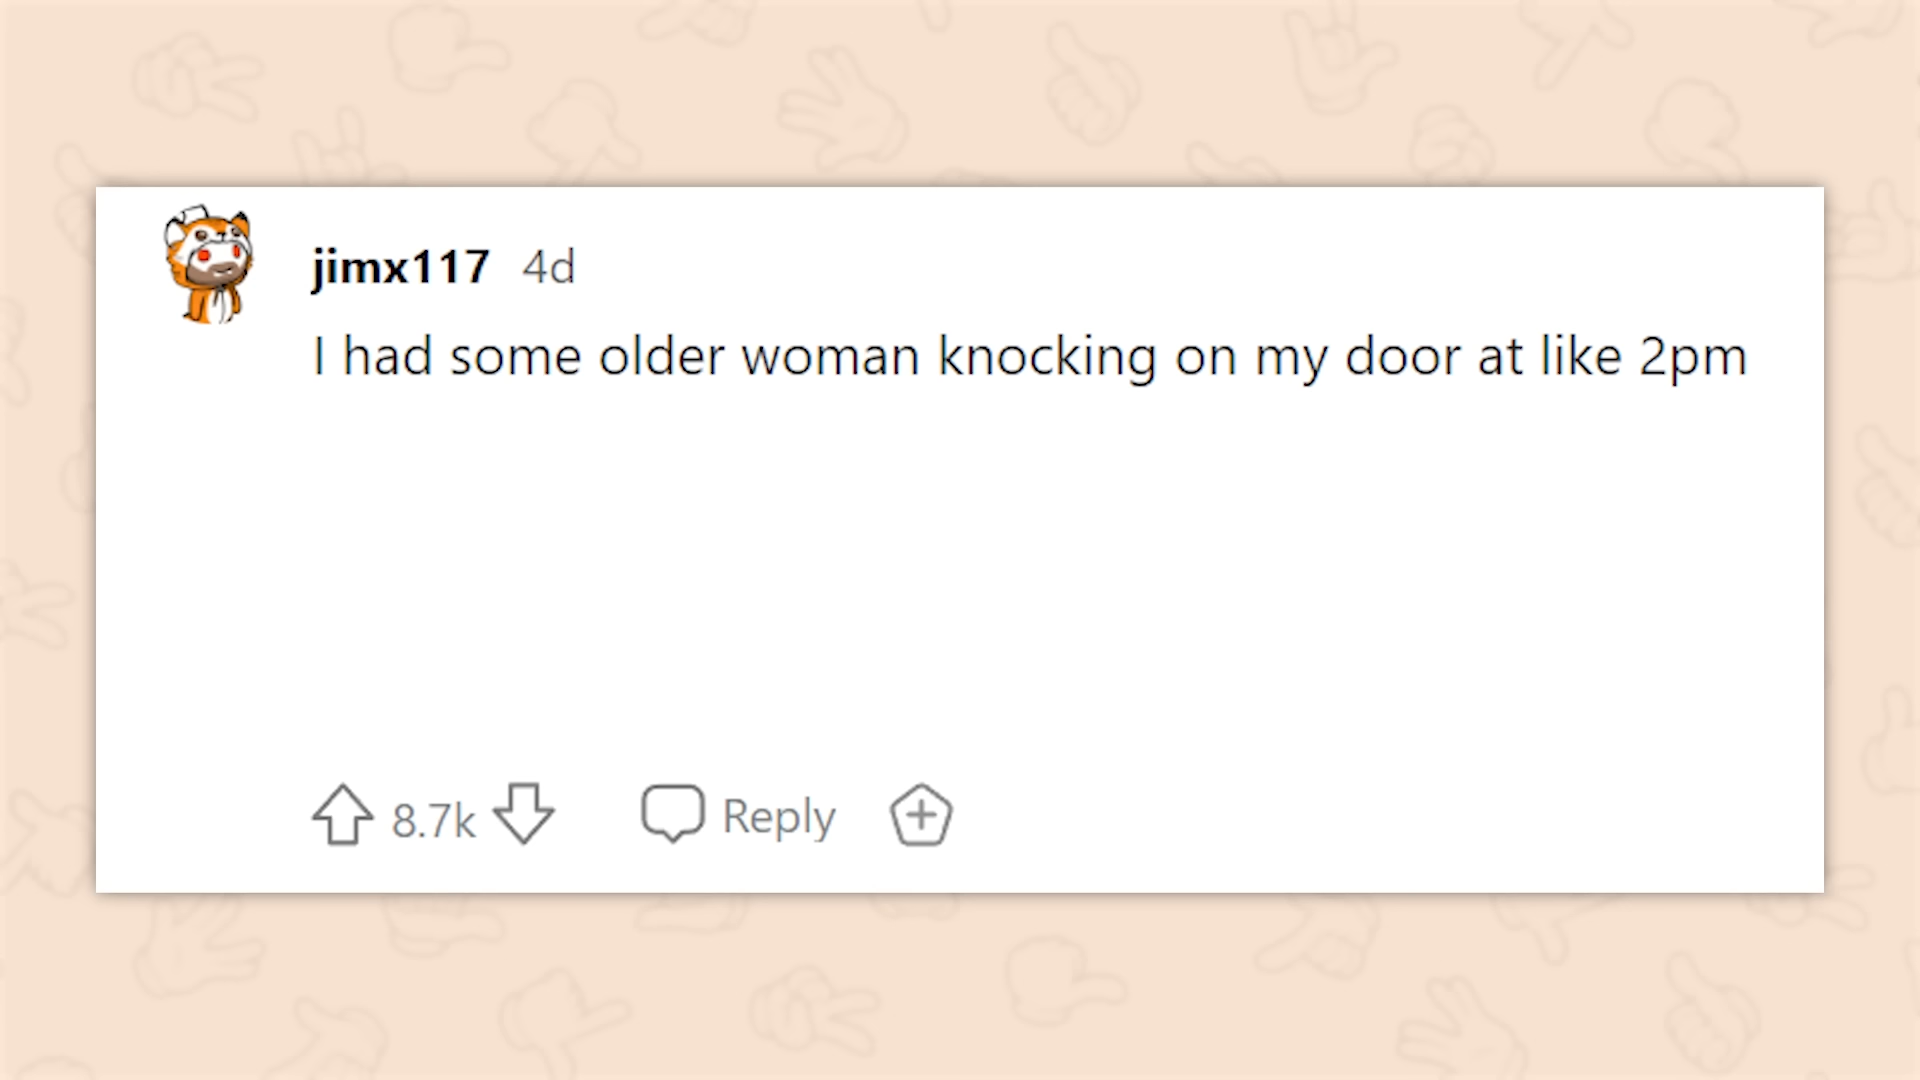 jimx117 4d
I had some older woman knocking on my door at like 2pm
8.7k Reply